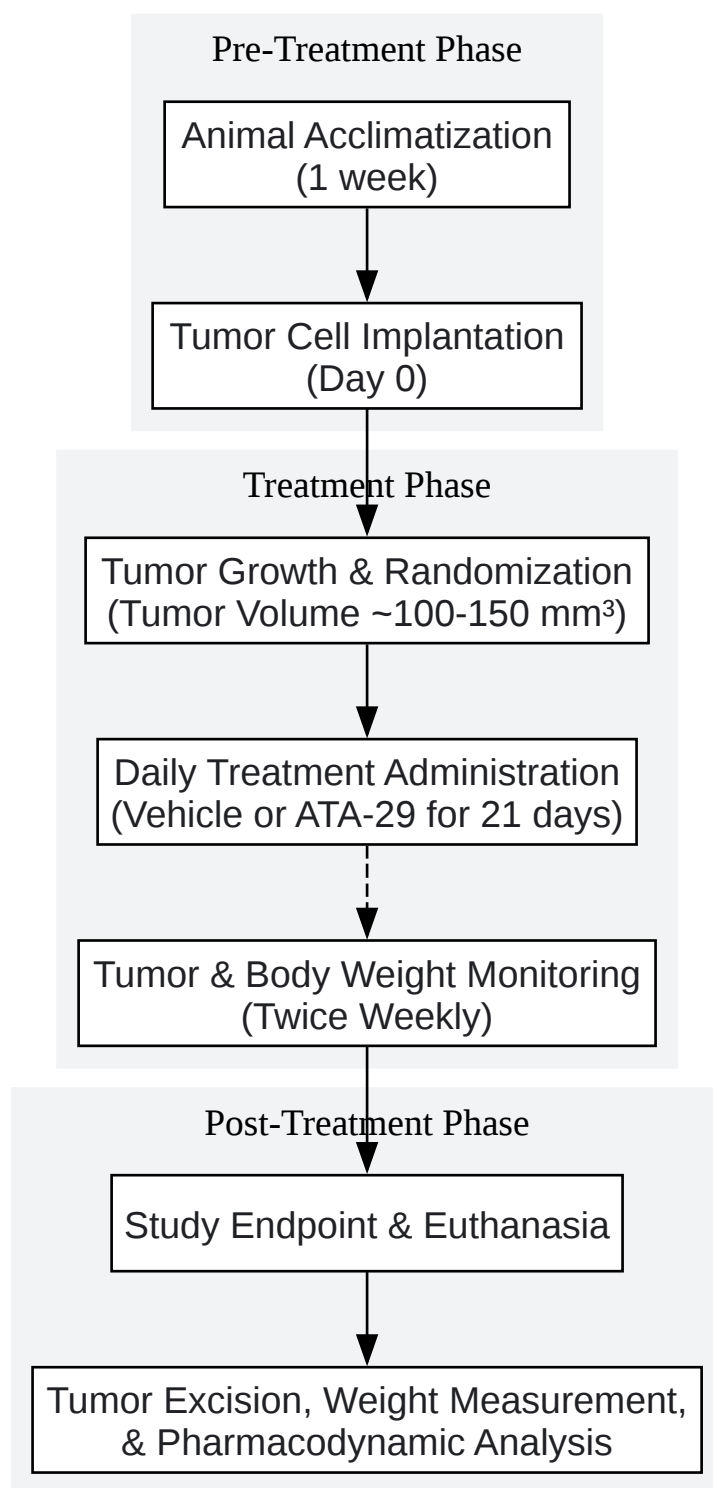 Pre-Treatment Phase
Animal Acclimatization
(1 week)
Tumor Cell Implantation
(Day 0)
Treatment Phase
Tumor Growth & Randomization
(Tumor Volume ~100-150 mm³)
Daily Treatment Administration
(Vehicle or ATA-29 for 21 days)
Tumor & Body Weight Monitoring
(Twice Weekly)
Post-Treatment Phase
Study Endpoint & Euthanasia
Tumor Excision, Weight Measurement,
& Pharmacodynamic Analysis